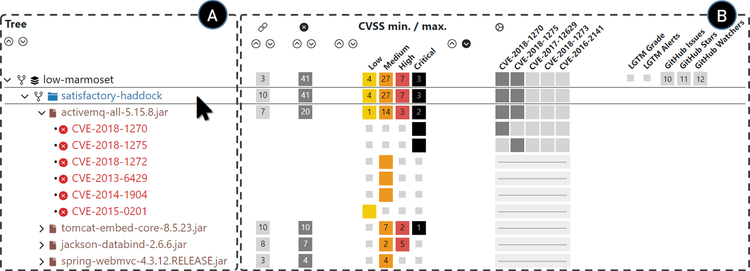 Tree
A
CVSS min. / max.
B
Low
Medium
High
Critical
CVE-2018-1270
CVE-2018-1275
CVE-2017-12629
CVE-2018-1273
CVE-2016-2141
LGTM Grade
LGTM Alerts
GitHub Issues
GitHub Stars
GitHub Watchers
low-marmoset 3 41 4 27 7 3 10 11 12
satisfactory-haddock 10 41 4 27 7 3
activemq-all-5.15.8.jar 7 20 1 14 3 2
CVE-2018-1270
CVE-2018-1275
CVE-2018-1272
CVE-2013-6429
CVE-2014-1904
CVE-2015-0201
tomcat-embed-core-8.5.23.jar 10 10 7 2 1
jackson-databind-2.6.6.jar 8 7 2 5
spring-webmvc-4.3.12.RELEASE.jar 3 4 4